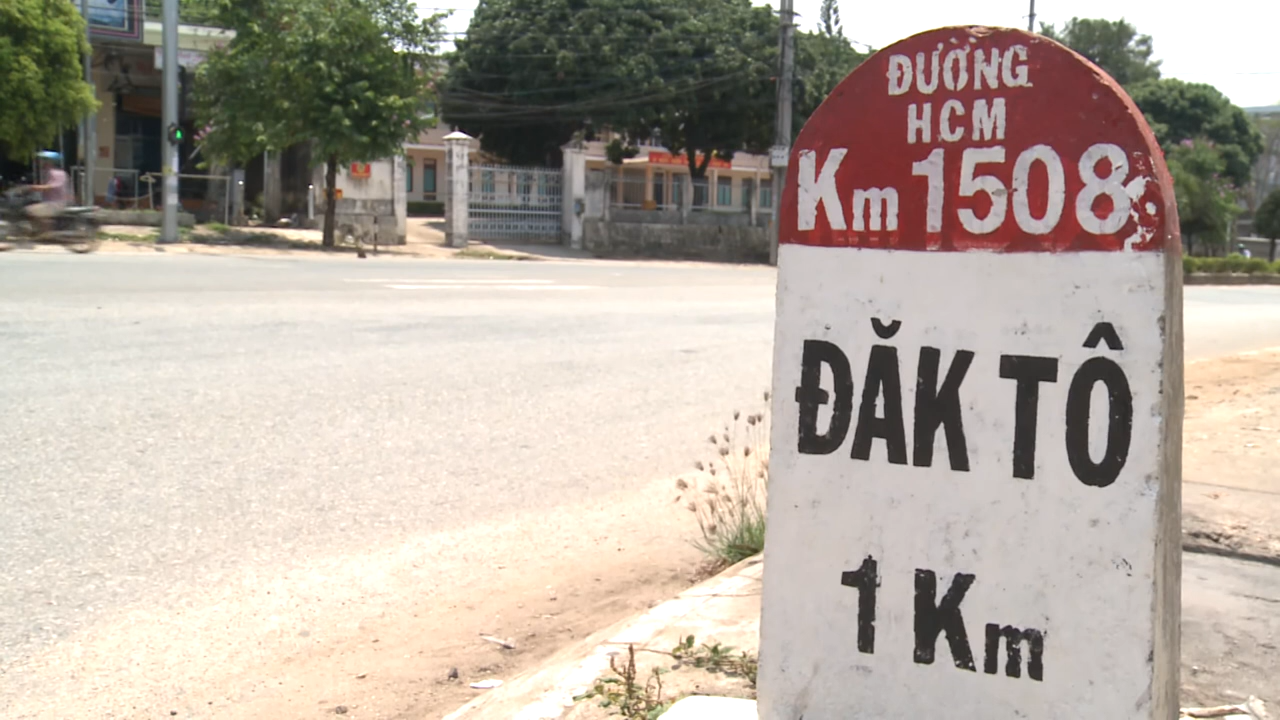 ĐƯỜNG
HCM
Km 1508
ĐĂK TÔ
1 Km